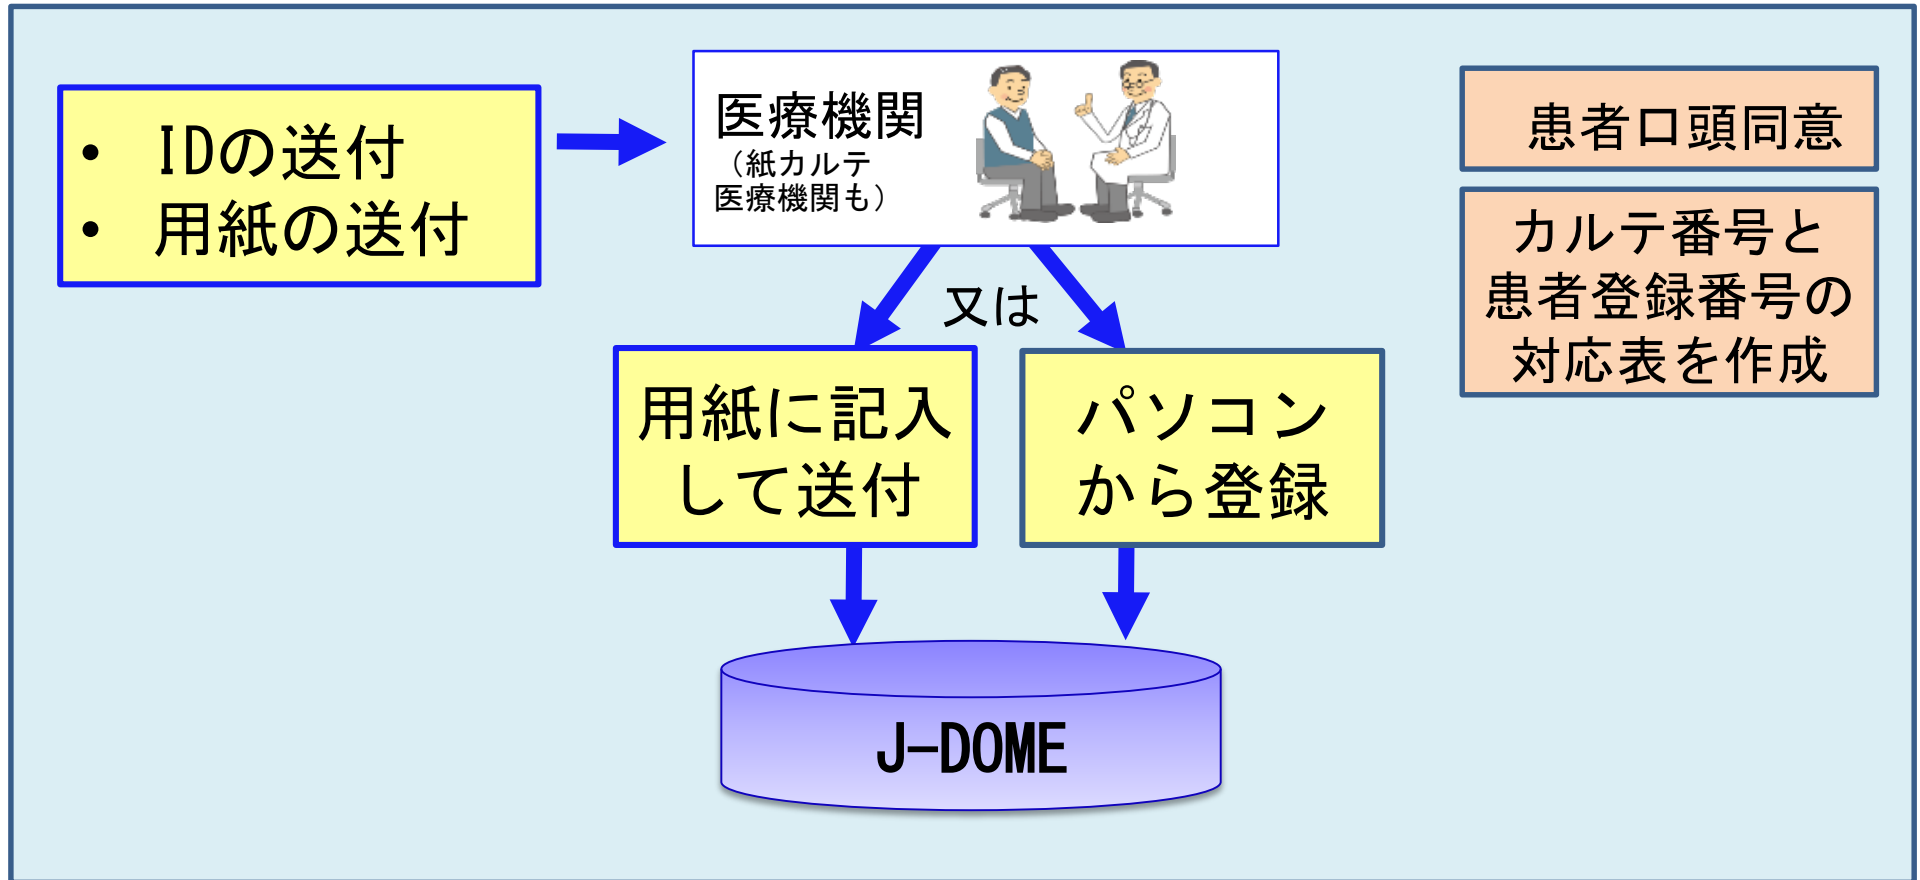 • IDの送付
• 用紙の送付
医療機関
（紙カルテ
医療機関も）
患者口頭同意
カルテ番号と
患者登録番号の
対応表を作成
又は
用紙に記入
して送付
パソコン
から登録
J-DOME